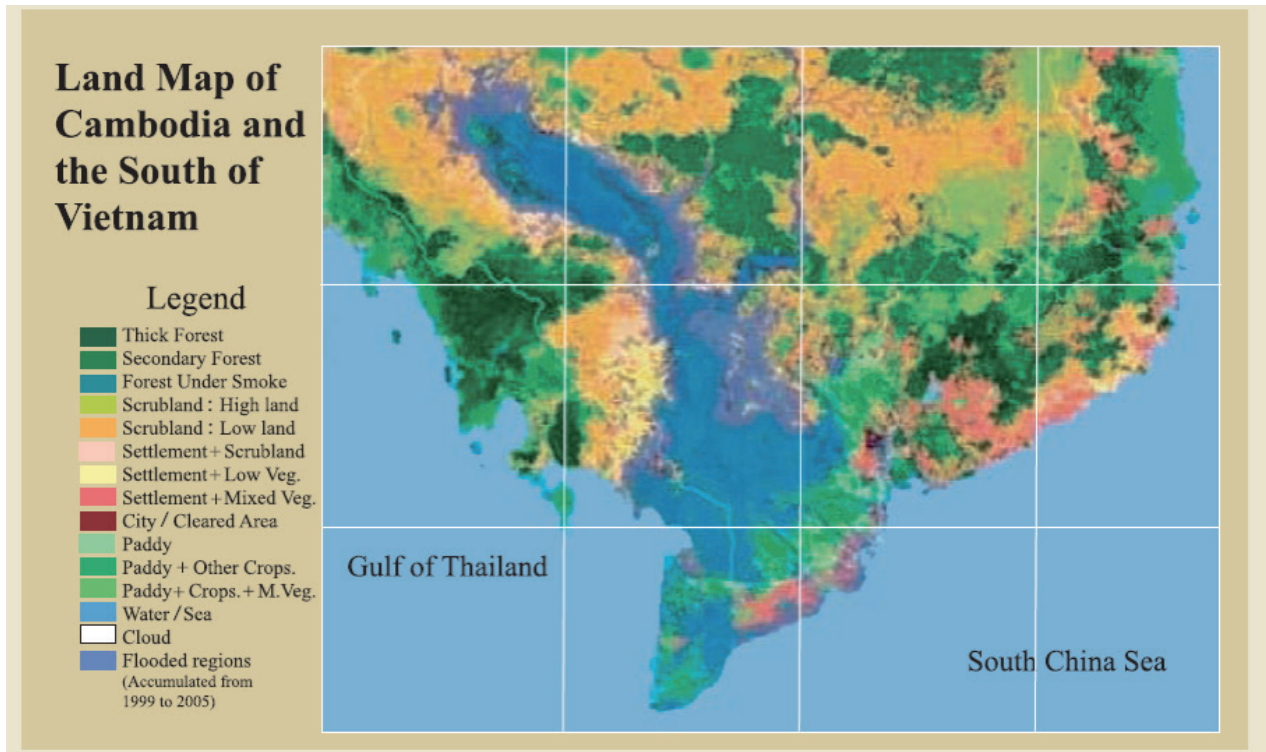 Land Map of
Cambodia and
the South of
Vietnam
Legend
Thick Forest
Secondary Forest
Forest Under Smoke
Scrubland : High land
Scrubland : Low land
Settlement + Scrubland
Settlement + Low Veg.
Settlement + Mixed Veg.
City / Cleared Area
Paddy
Paddy + Other Crops.
Paddy+ Crops.+ M.Veg.
Water / Sea
Cloud
Flooded regions
(Accumulated from
1999 to 2005)
Gulf of Thailand
South China Sea